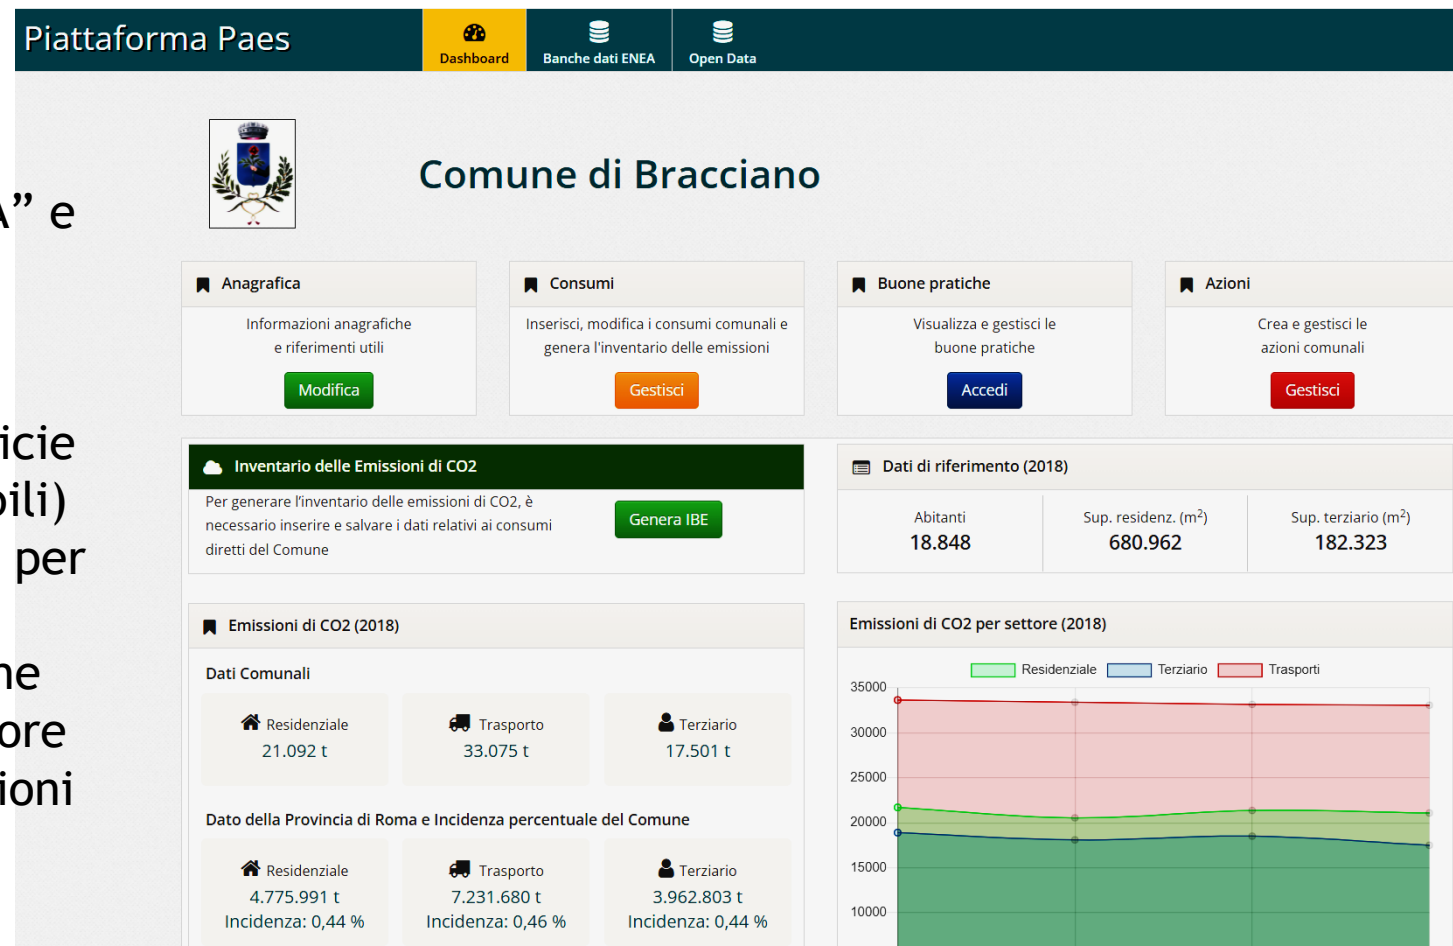 Piattaforma Paes
Dashboard
Banche dati ENEA
Open Data
Comune di Bracciano
A” e
icie
ili)
per
ne
ore
ioni
Anagrafica
Informazioni anagrafiche
e riferimenti utili
Modifica
Consumi
Inserisci, modifica i consumi comunali e
genera l'inventario delle emissioni
Gestisci
Buone pratiche
Visualizza e gestisci le
buone pratiche
Accedi
Azioni
Crea e gestisci le
azioni comunali
Gestisci
Inventario delle Emissioni di CO2
Per generare l’inventario delle emissioni di CO2, è
necessario inserire e salvare i dati relativi ai consumi
diretti del Comune
Genera IBE
Dati di riferimento (2018)
Abitanti
18.848
Sup. residenz. (m²)
680.962
Sup. terziario (m²)
182.323
Emissioni di CO2 (2018)
Dati Comunali
Residenziale
21.092 t
Trasporto
33.075 t
Terziario
17.501 t
Dato della Provincia di Roma e Incidenza percentuale del Comune
Residenziale
4.775.991 t
Incidenza: 0,44 %
Trasporto
7.231.680 t
Incidenza: 0,46 %
Terziario
3.962.803 t
Incidenza: 0,44 %
Emissioni di CO2 per settore (2018)
Residenziale Terziario Trasporti
35000
30000
25000
20000
15000
10000